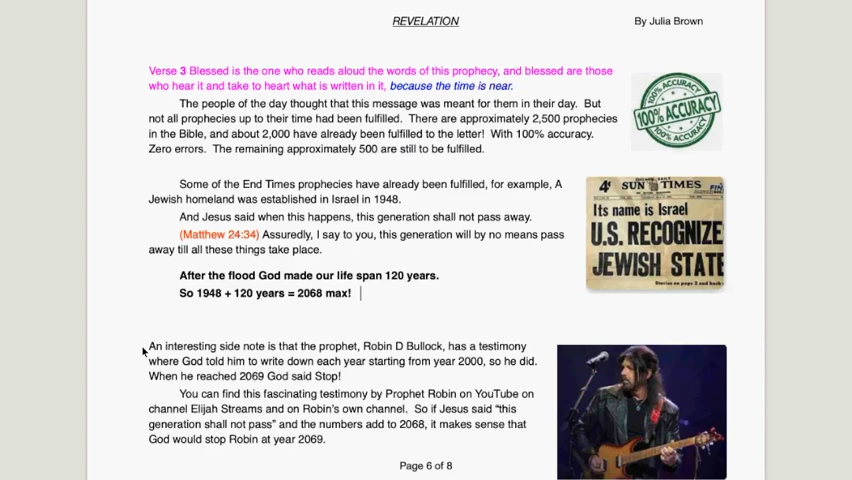 REVELATION
By Julia Brown
Verse 3 Blessed is the one who reads aloud the words of this prophecy, and blessed are those
who hear it and take to heart what is written in it, because the time is near.
The people of the day thought that this message was meant for them in their day. But
not all prophecies up to their time had been fulfilled. There are approximately 2,500 prophecies
in the Bible, and about 2,000 have already been fulfilled to the letter! With 100% accuracy.
Zero errors. The remaining approximately 500 are still to be fulfilled.
100% ACCURACY
100% ACCURACY
100% ACCURACY
Some of the End Times prophecies have already been fulfilled, for example, A
Jewish homeland was established in Israel in 1948.
And Jesus said when this happens, this generation shall not pass away.
(Matthew 24:34) Assuredly, I say to you, this generation will by no means pass
away till all these things take place.
4¢ SUN TIMES FIN
Its name is Israel
U.S. RECOGNIZE
JEWISH STATE
Stories on page 3 and back
After the flood God made our life span 120 years.
So 1948 + 120 years = 2068 max!
An interesting side note is that the prophet, Robin D Bullock, has a testimony
where God told him to write down each year starting from year 2000, so he did.
When he reached 2069 God said Stop!
You can find this fascinating testimony by Prophet Robin on YouTube on
channel Elijah Streams and on Robin's own channel. So if Jesus said “this
generation shall not pass” and the numbers add to 2068, it makes sense that
God would stop Robin at year 2069.
Page 6 of 8